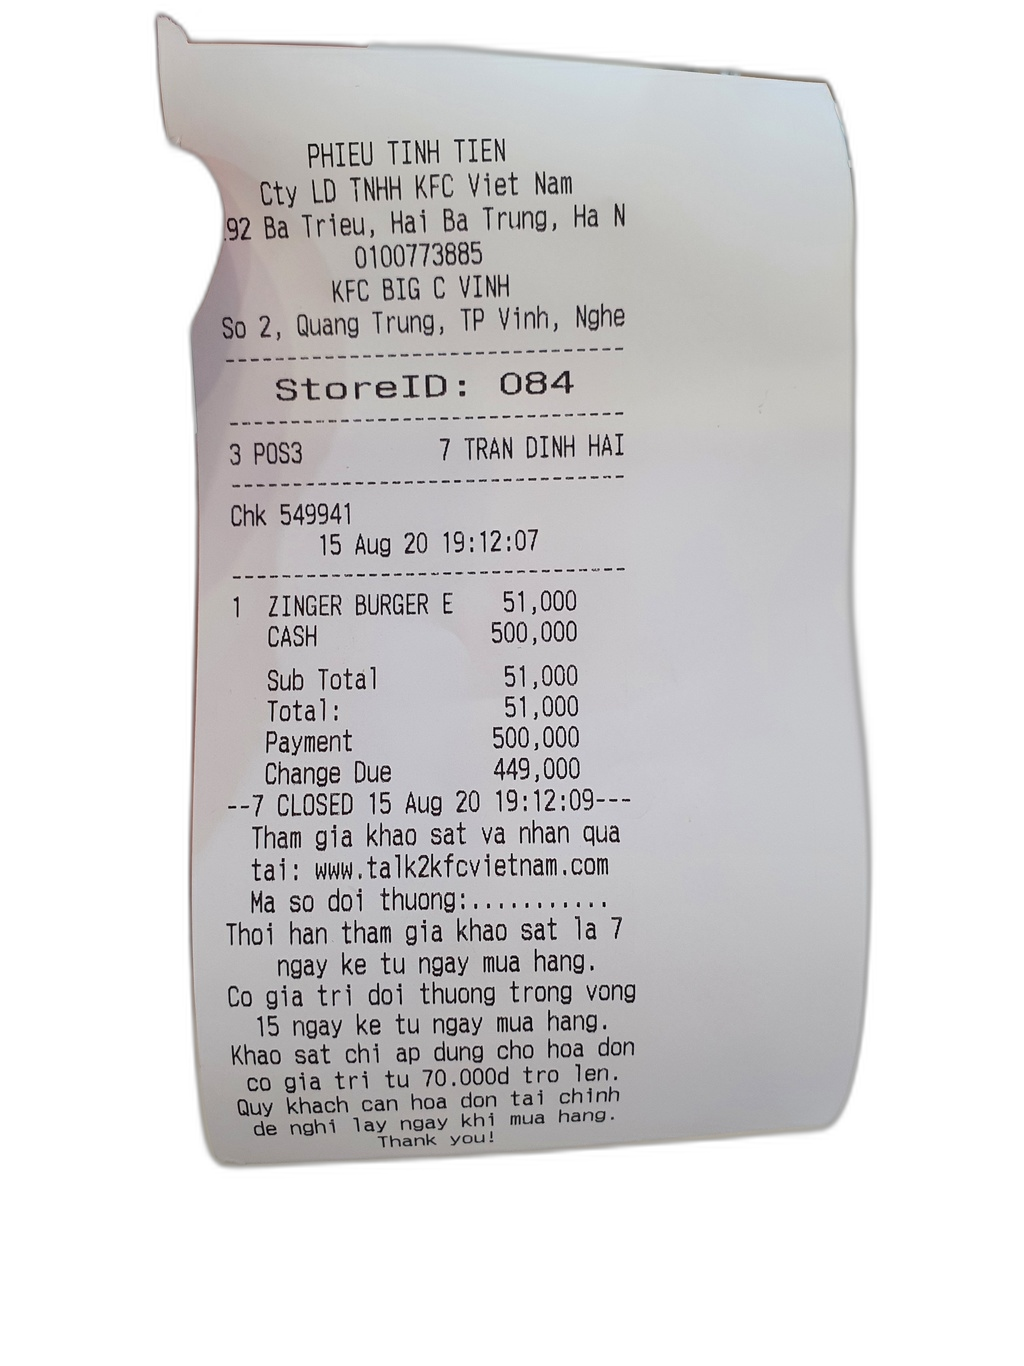 PHIEU TINH TIEN
Cty LD TNHH KFC Viet Nam
92 Ba Trieu, Hai Ba Trung, Ha N
0100773885
KFC BIG C VINH
So 2, Quang Trung, TP Vinh, Nghe
--------------------------------
StoreID: 084
--------------------------------
3 POS3 7 TRAN DINH HAI
--------------------------------
Chk 549941
15 Aug 20 19:12:07
--------------------------------
1 ZINGER BURGER E 51,000
CASH 500,000
Sub Total 51,000
Total: 51,000
Payment 500,000
Change Due 449,000
--7 CLOSED 15 Aug 20 19:12:09---
Tham gia khao sat va nhan qua
tai: www.talk2kfcvietnam.com
Ma so doi thuong:...........
Thoi han tham gia khao sat la 7
ngay ke tu ngay mua hang.
Co gia tri doi thuong trong vong
15 ngay ke tu ngay mua hang.
Khao sat chi ap dung cho hoa don
co gia tri tu 70.000d tro len.
Quy khach can hoa don tai chinh
de nghi lay ngay khi mua hang.
Thank you!